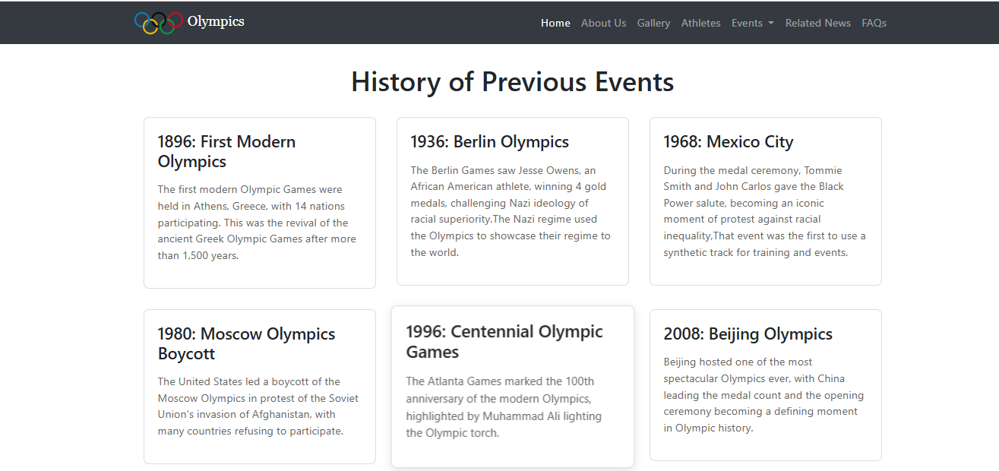 Olympics
Home About Us Gallery Athletes Events Related News FAQs
History of Previous Events
1896: First Modern
Olympics
The first modern Olympic Games were
held in Athens, Greece, with 14 nations
participating. This was the revival of the
ancient Greek Olympic Games after more
than 1,500 years.
1936: Berlin Olympics
The Berlin Games saw Jesse Owens, an
African American athlete, winning 4 gold
medals, challenging Nazi ideology of
racial superiority.The Nazi regime used
the Olympics to showcase their regime to
the world.
1968: Mexico City
During the medal ceremony, Tommie
Smith and John Carlos gave the Black
Power salute, becoming an iconic
moment of protest against racial
inequality,That event was the first to use a
synthetic track for training and events.
1980: Moscow Olympics
Boycott
The United States led a boycott of the
Moscow Olympics in protest of the Soviet
Union's invasion of Afghanistan, with
many countries refusing to participate.
1996: Centennial Olympic
Games
The Atlanta Games marked the 100th
anniversary of the modern Olympics,
highlighted by Muhammad Ali lighting
the Olympic torch.
2008: Beijing Olympics
Beijing hosted one of the most
spectacular Olympics ever, with China
leading the medal count and the opening
ceremony becoming a defining moment
in Olympic history.